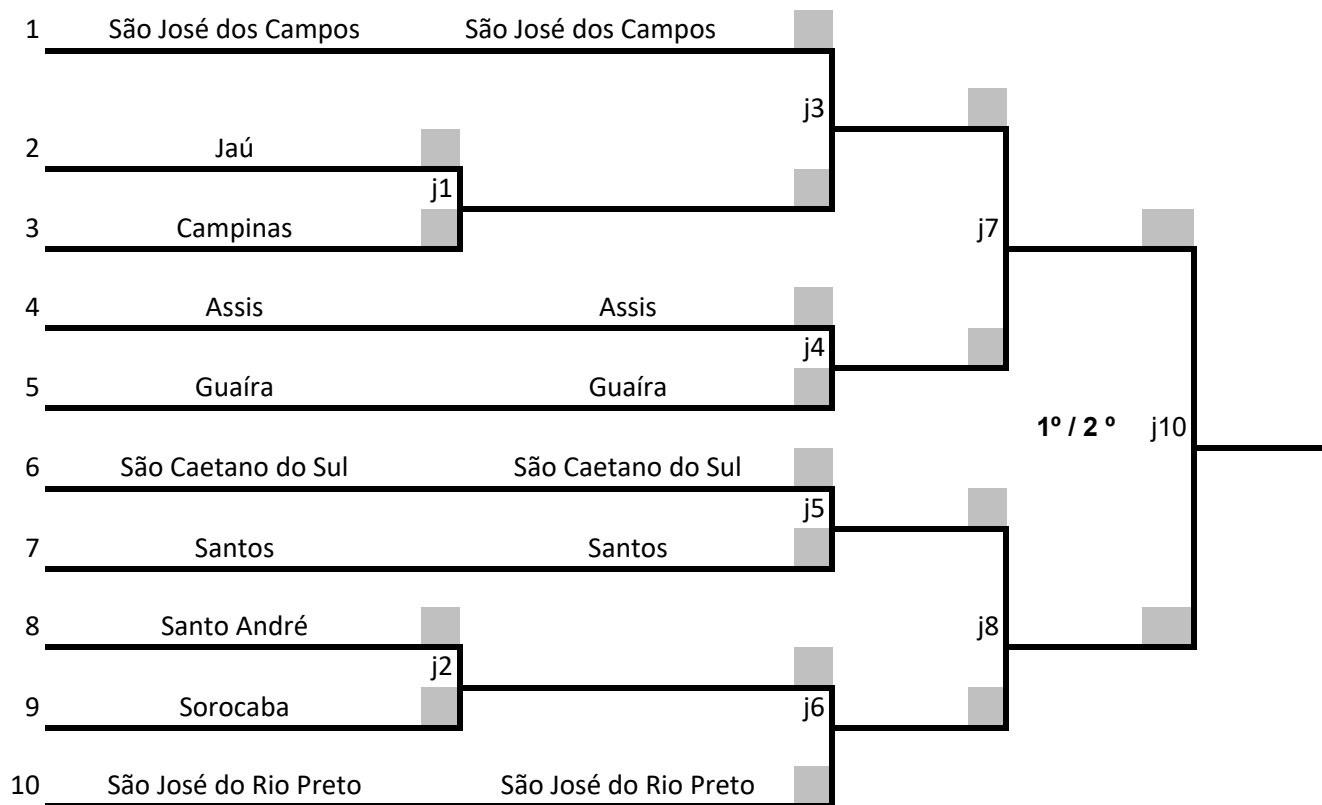 1 São José dos Campos São José dos Campos
j3
2 Jaú
j1
3 Campinas
j7
4 Assis Assis
j4
5 Guaíra Guaíra
1º / 2 º j10
6 São Caetano do Sul São Caetano do Sul
j5
7 Santos Santos
8 Santo André
j8
j2
9 Sorocaba
j6
10 São José do Rio Preto São José do Rio Preto